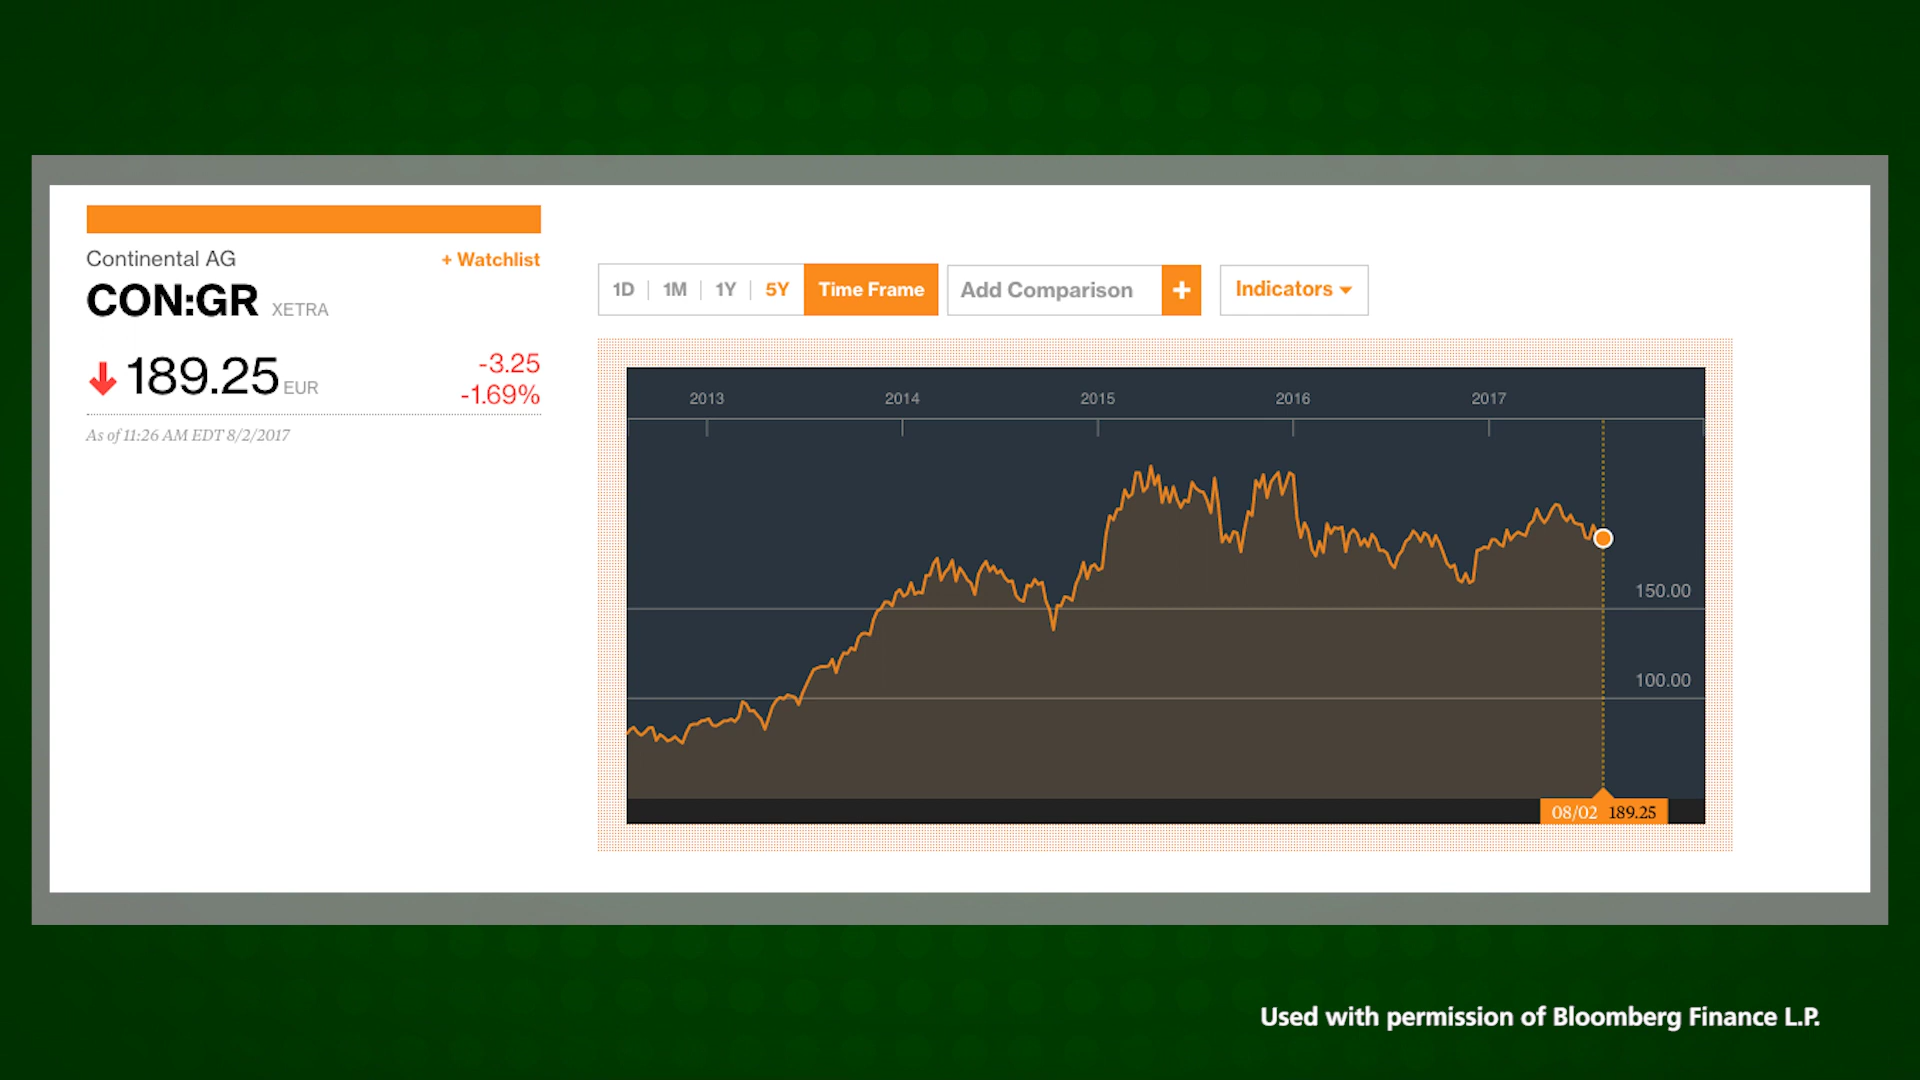 Continental AG
+ Watchlist
CON:GR XETRA
189.25 EUR
-3.25
-1.69%
As of 11:26 AM EDT 8/2/2017
1D 1M 1Y 5Y Time Frame Add Comparison + Indicators
2013 2014 2015 2016 2017
150.00
100.00
08/02 189.25
Used with permission of Bloomberg Finance L.P.